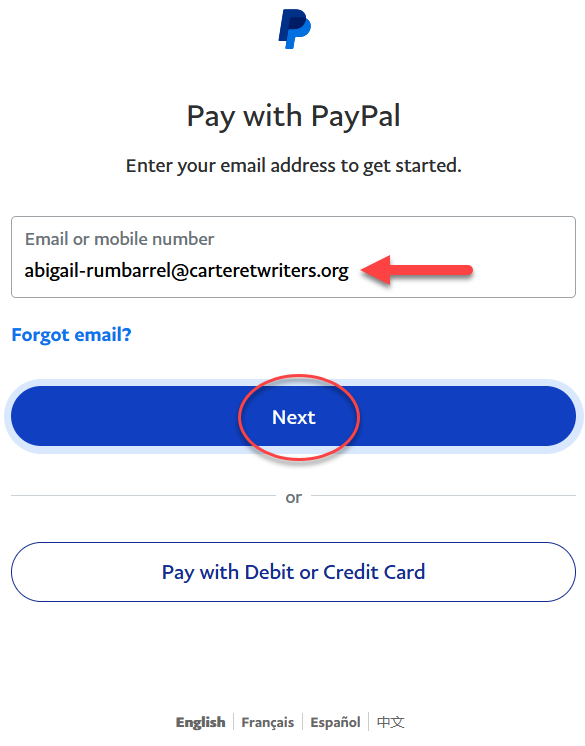 Pay with PayPal
Enter your email address to get started.
Email or mobile number
abigail-rumbarrel@carteretwriters.org
Forgot email?
Next
or
Pay with Debit or Credit Card
English Français Español 中文